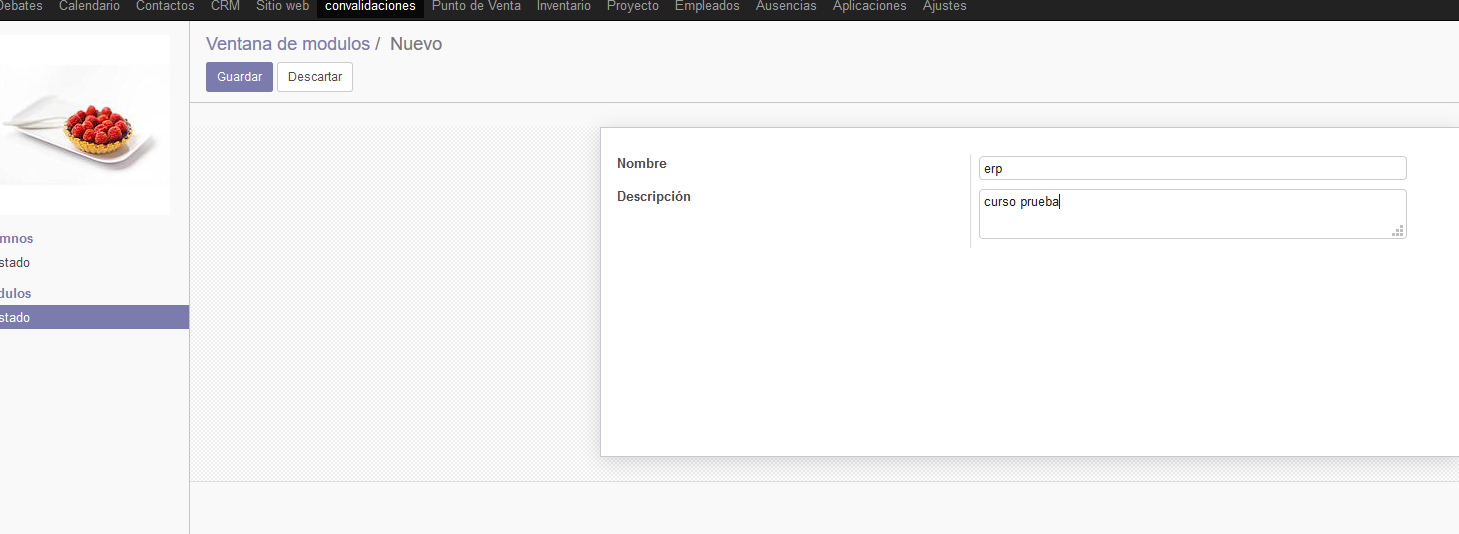 Debates Calendario Contactos CRM Sitio web convalidaciones Punto de Venta Inventario Proyecto Empleados Ausencias Aplicaciones Ajustes
Ventana de modulos / Nuevo
Guardar Descartar
Nombre erp
Descripción curso prueba
mnos
stado
dulos
stado